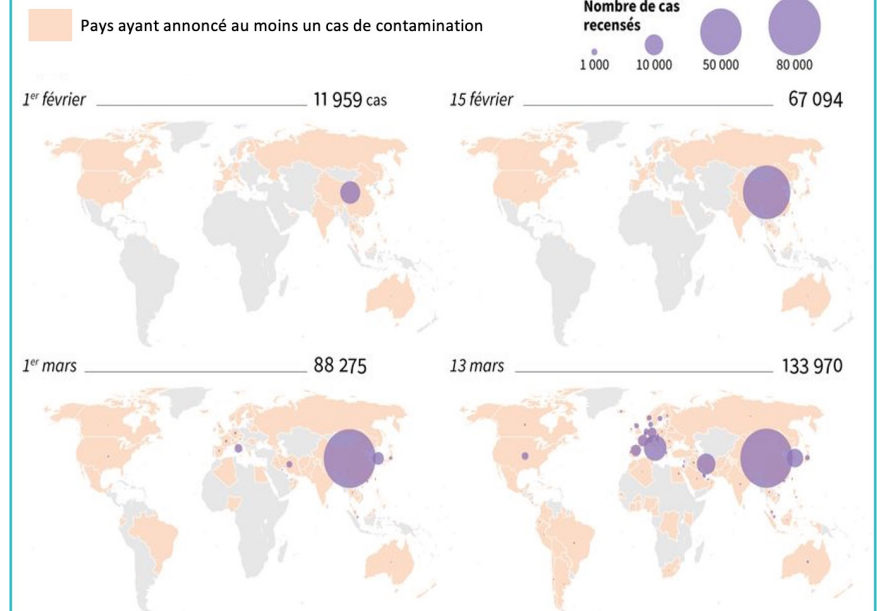 Pays ayant annoncé au moins un cas de contamination
Nombre de cas
recensés
1 000
10 000
50 000
80 000
1er février
11 959 cas
15 février
67 094
1er mars
88 275
13 mars
133 970